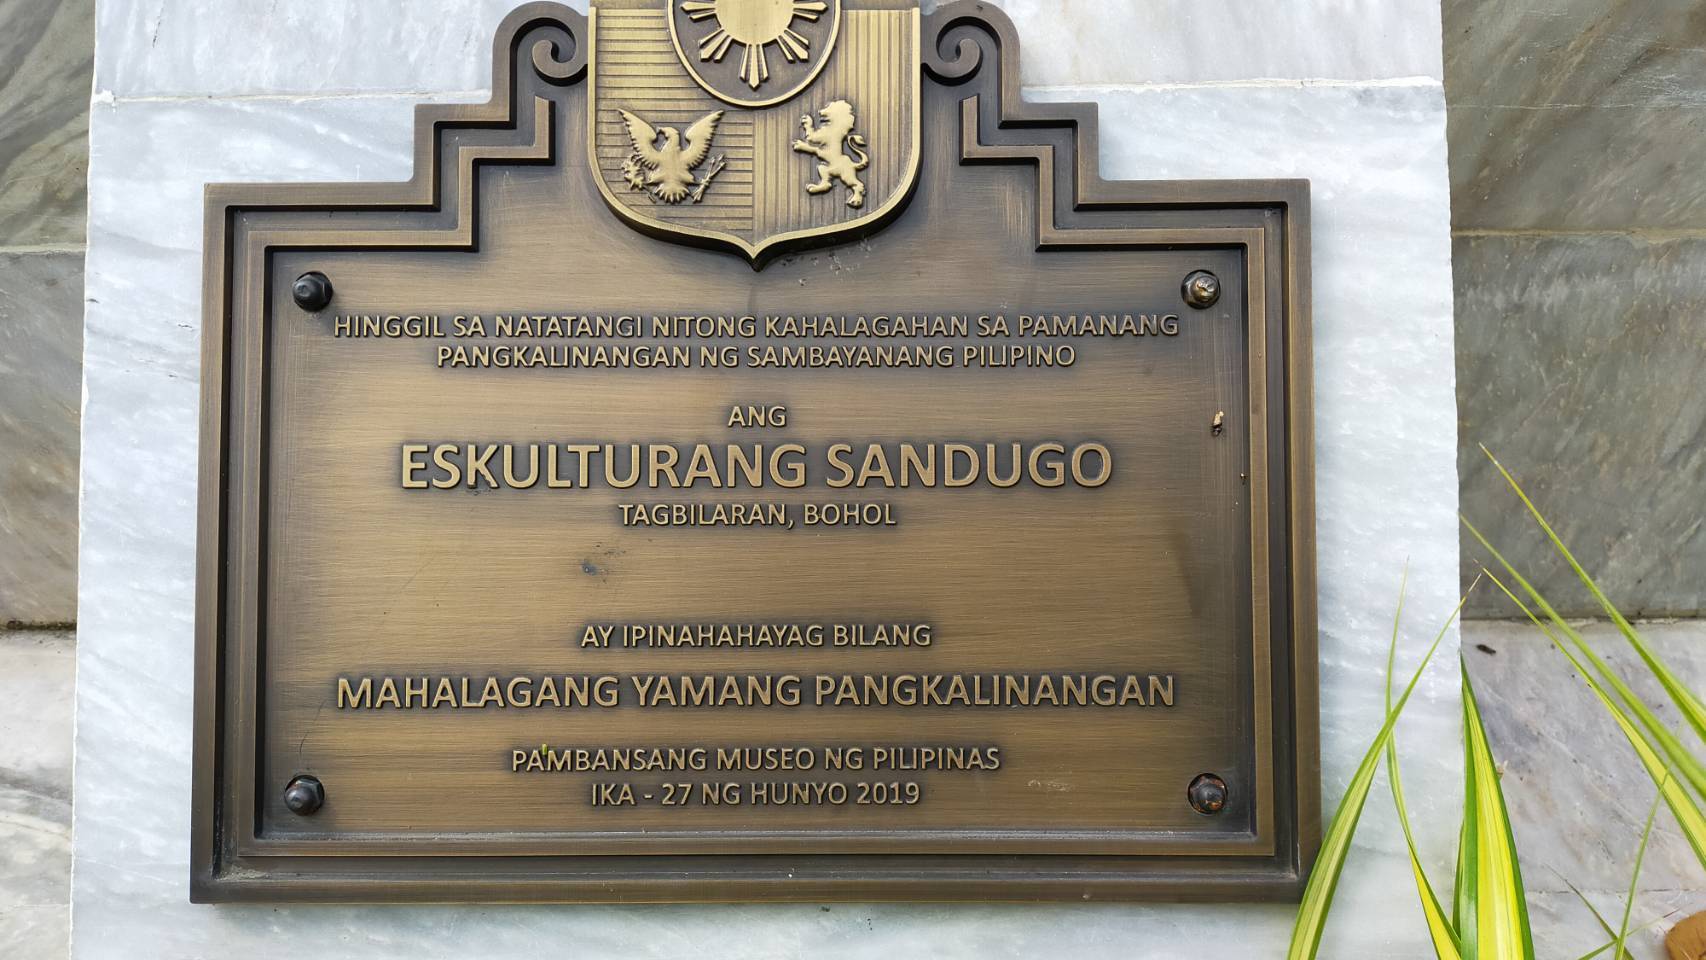 HINGGIL SA NATATANGI NITONG KAHALAGAHAN SA PAMANANG
PANGKALINANGAN NG SAMBAYANANG PILIPINO
ANG
ESKULTURANG SANDUGO
TAGBILARAN, BOHOL
AY IPINAHAHAYAG BILANG
MAHALAGANG YAMANG PANGKALINANGAN
PAMBANSANG MUSEO NG PILIPINAS
IKA - 27 NG HUNYO 2019